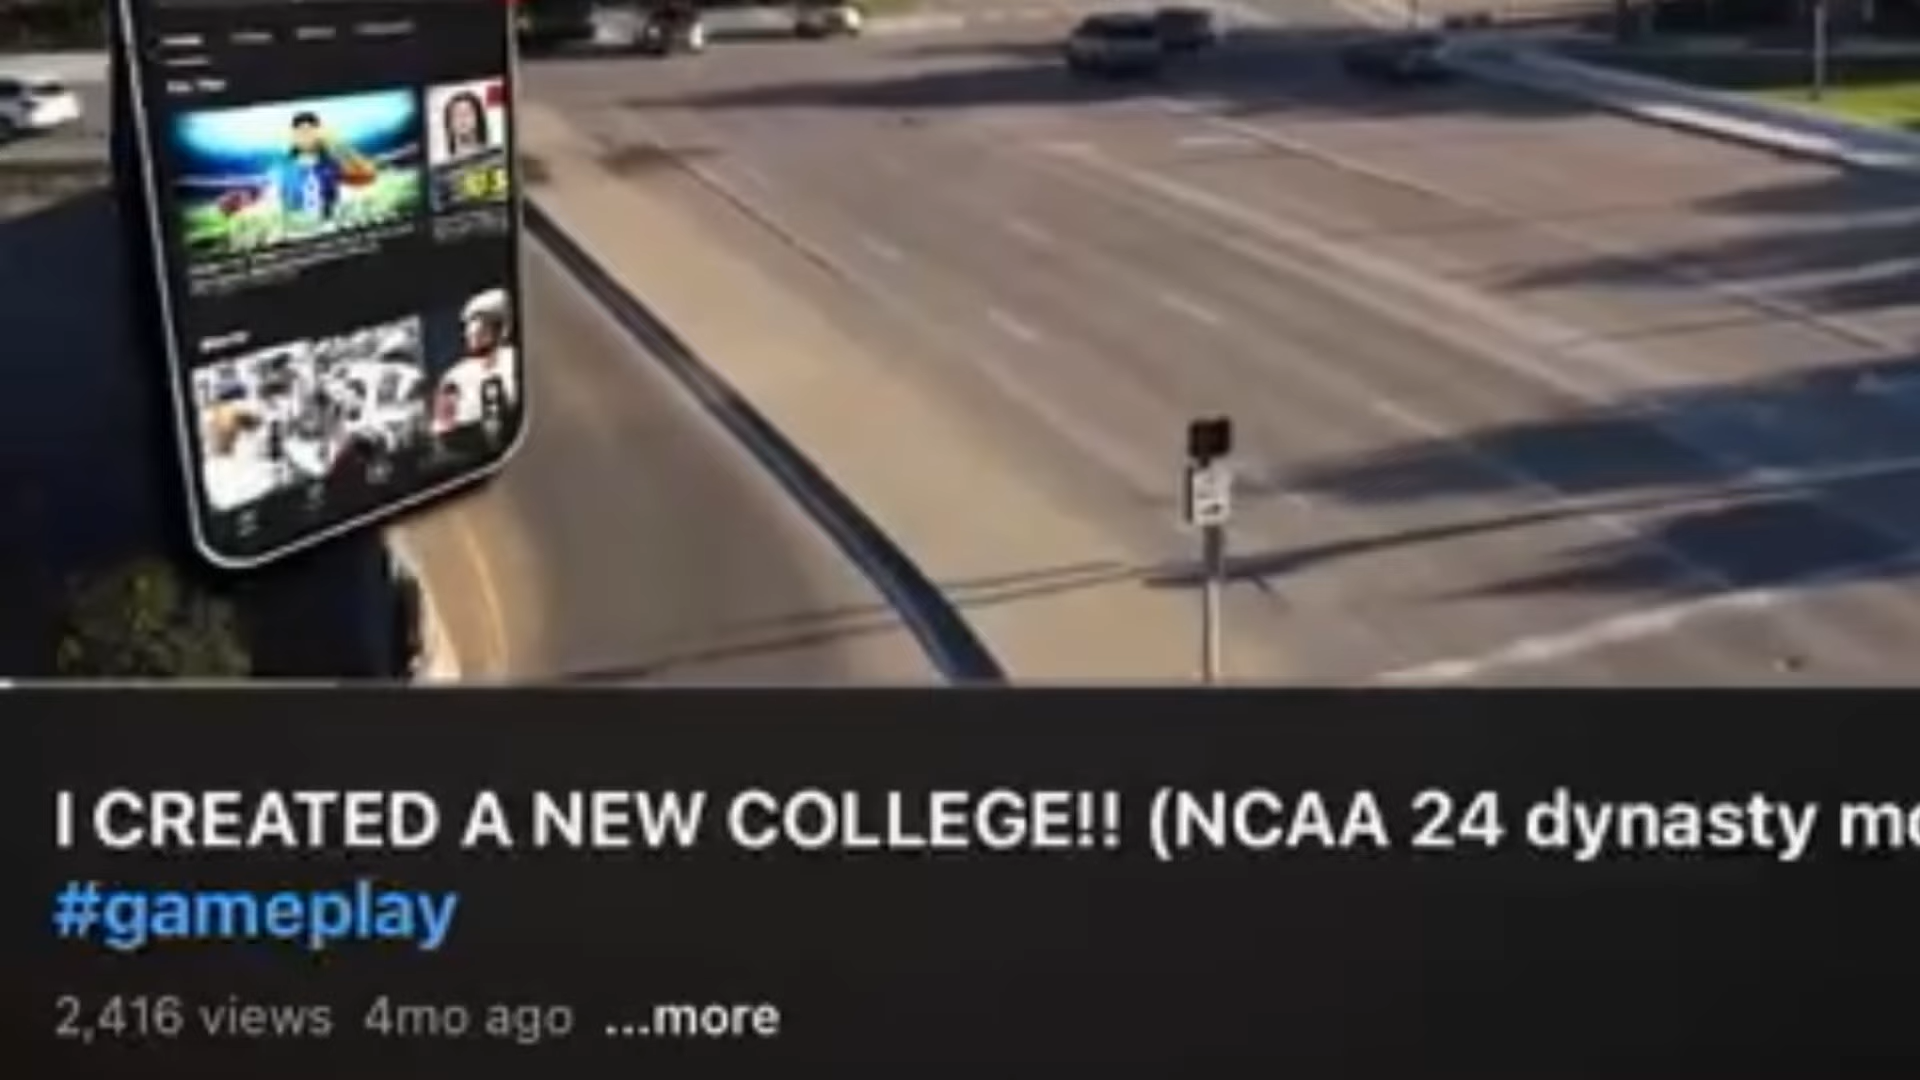 I CREATED A NEW COLLEGE!! (NCAA 24 dynasty mo
#gameplay
2,416 views 4mo ago ...more